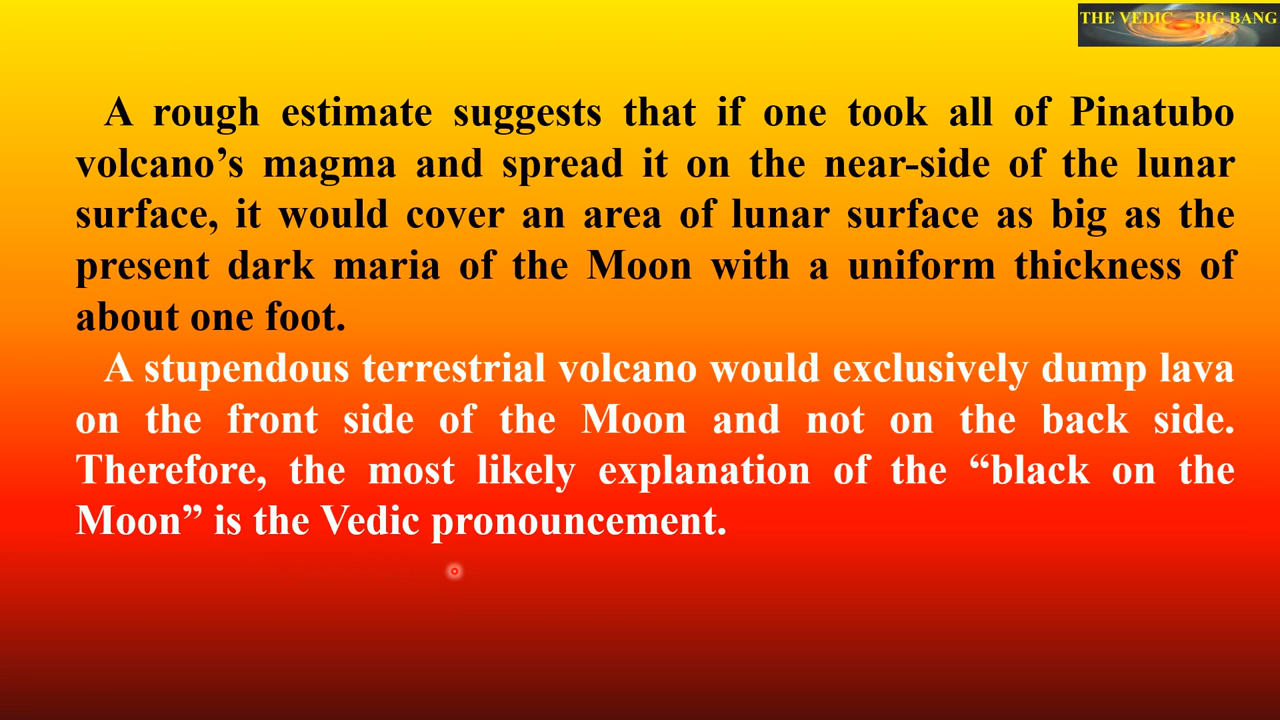 THE VEDIC BIG BANG
A rough estimate suggests that if one took all of Pinatubo
volcano’s magma and spread it on the near-side of the lunar
surface, it would cover an area of lunar surface as big as the
present dark maria of the Moon with a uniform thickness of
about one foot.
A stupendous terrestrial volcano would exclusively dump lava
on the front side of the Moon and not on the back side.
Therefore, the most likely explanation of the “black on the
Moon” is the Vedic pronouncement.